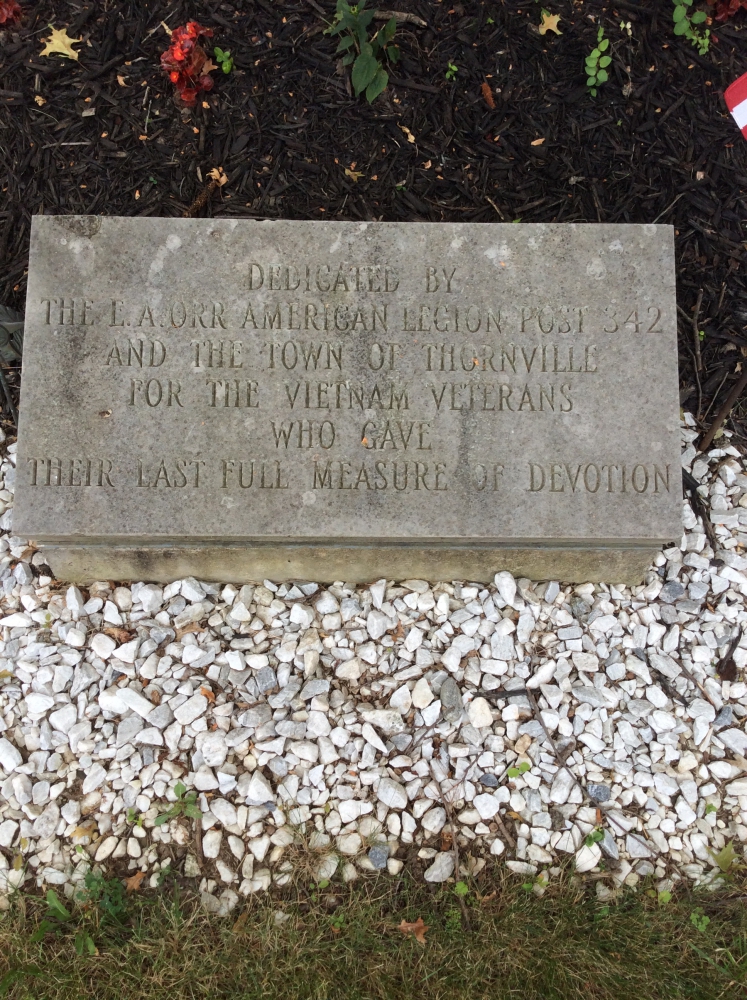 DEDICATED BY
THE E.A.ORR AMERICAN LEGION POST 342
AND THE TOWN OF THORNVILLE
FOR THE VIETNAM VETERANS
WHO GAVE
THEIR LAST FULL MEASURE OF DEVOTION